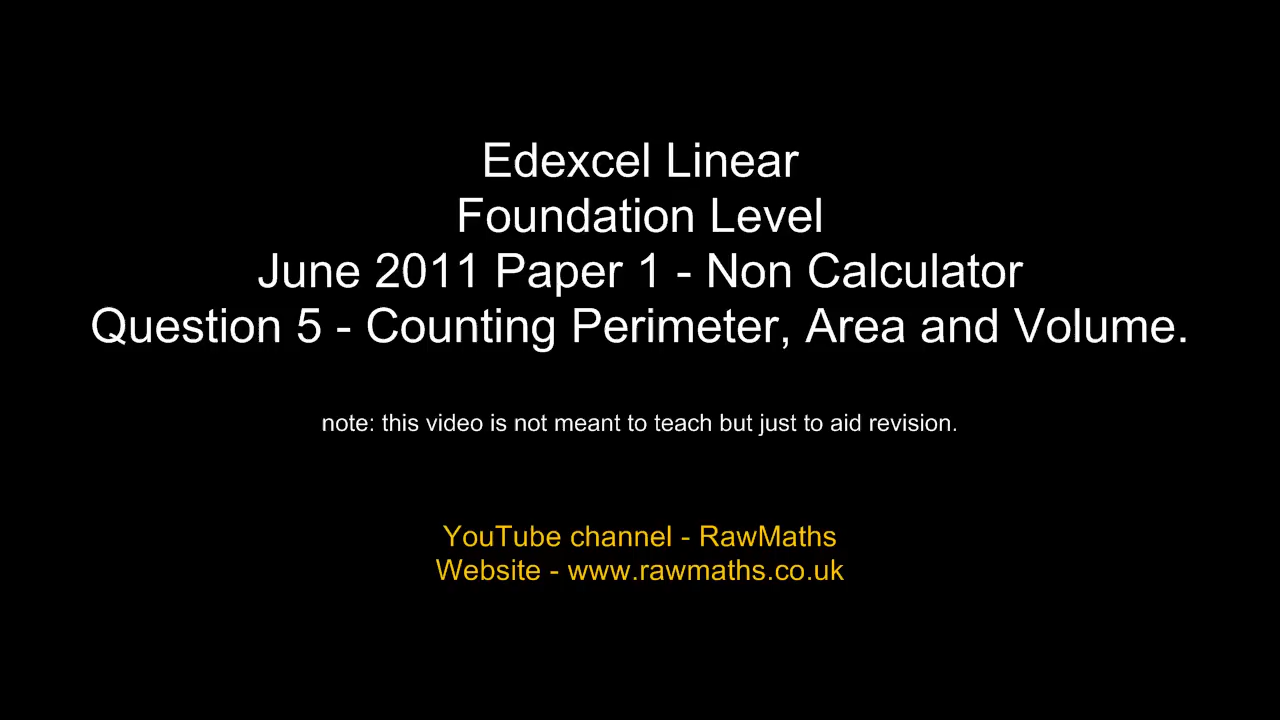 Edexcel Linear
Foundation Level
June 2011 Paper 1 - Non Calculator
Question 5 - Counting Perimeter, Area and Volume.
note: this video is not meant to teach but just to aid revision.
YouTube channel - RawMaths
Website - www.rawmaths.co.uk